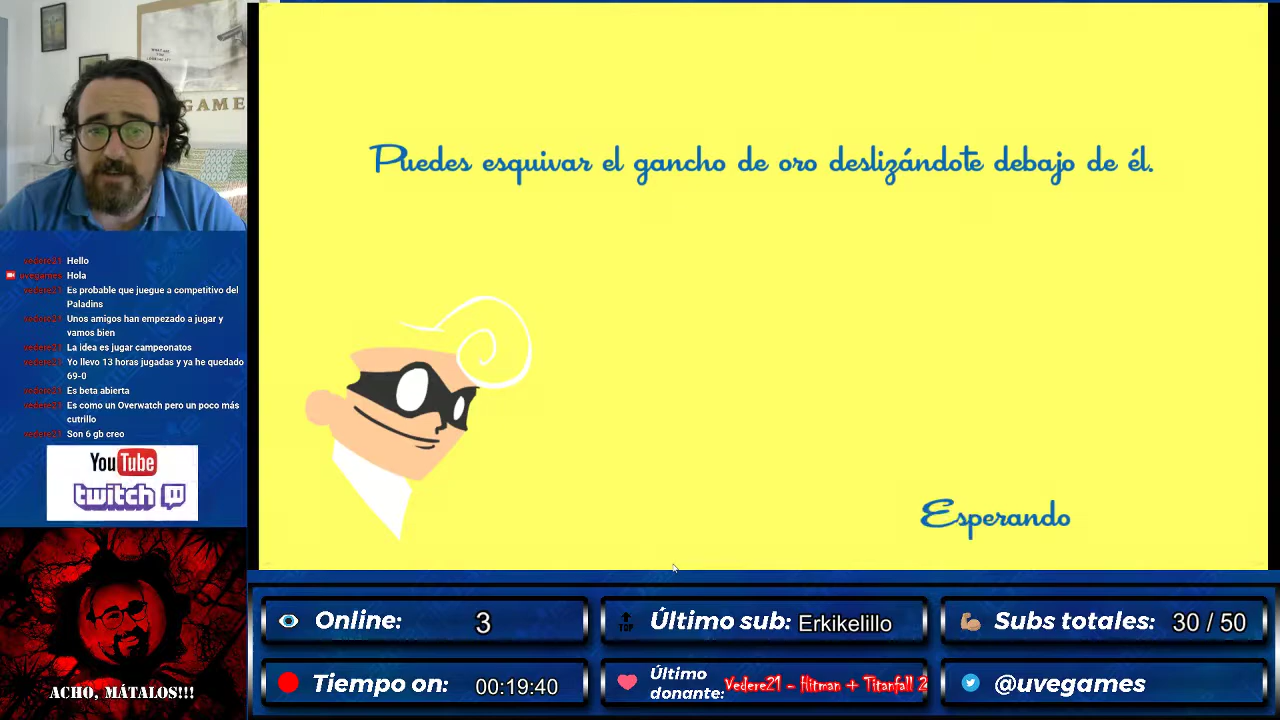 GAMES
Puedes esquivar el gancho de oro deslizándote debajo de él.
Esperando
vedere21 Hello
uvegames Hola
vedere21 Es probable que juegue a competitivo del
Paladins
vedere21 Unos amigos han empezado a jugar y
vamos bien
vedere21 La idea es jugar campeonatos
vedere21 Yo llevo 13 horas jugadas y ya he quedado
69-0
vedere21 Es beta abierta
vedere21 Es como un Overwatch pero un poco más
cutrillo
vedere21 Son 6 gb creo
YouTube
twitch
ACHO, MÁTALOS!!!
Online: 3
TOP Último sub: Erkikelillo
Subs totales: 30 / 50
Tiempo on: 00:19:40
Último
donante: Vedere21 - Hitman + Titanfall 2
@uvegames